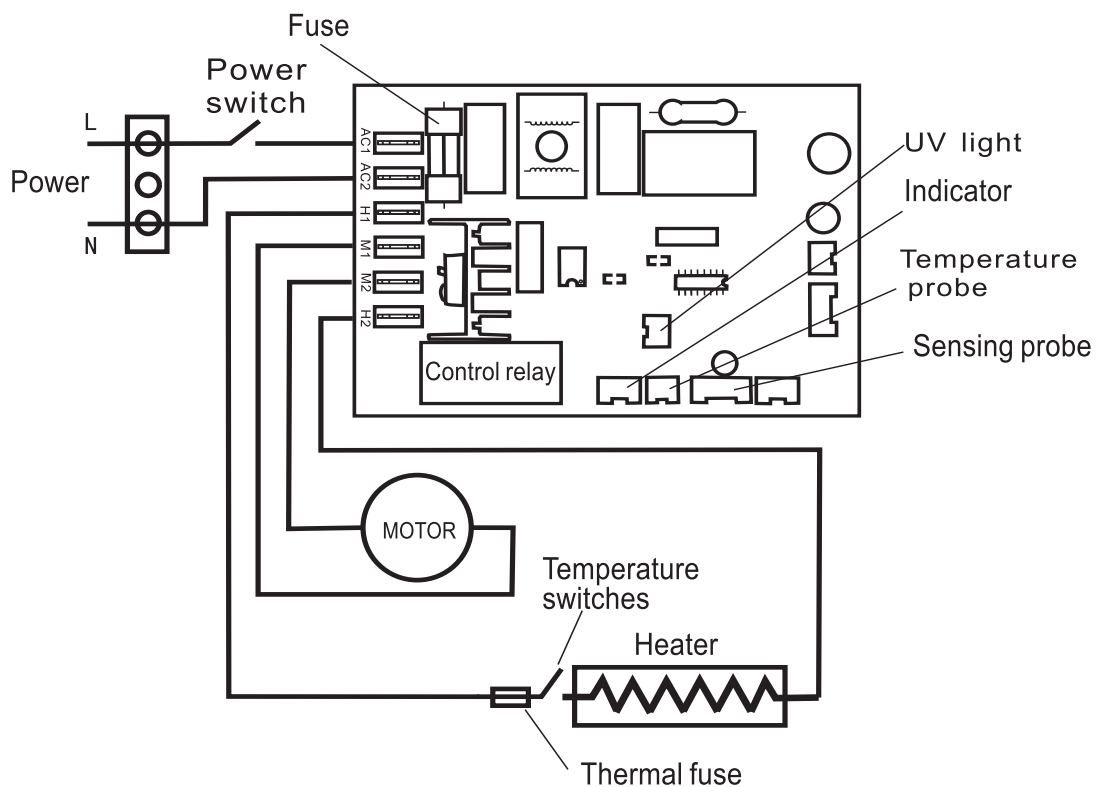 Fuse
Power
switch
L
Power
N
AC1
AC2
H1
M1
M2
H2
UV light
Indicator
Temperature
probe
Sensing probe
Control relay
MOTOR
Temperature
switches
Heater
Thermal fuse